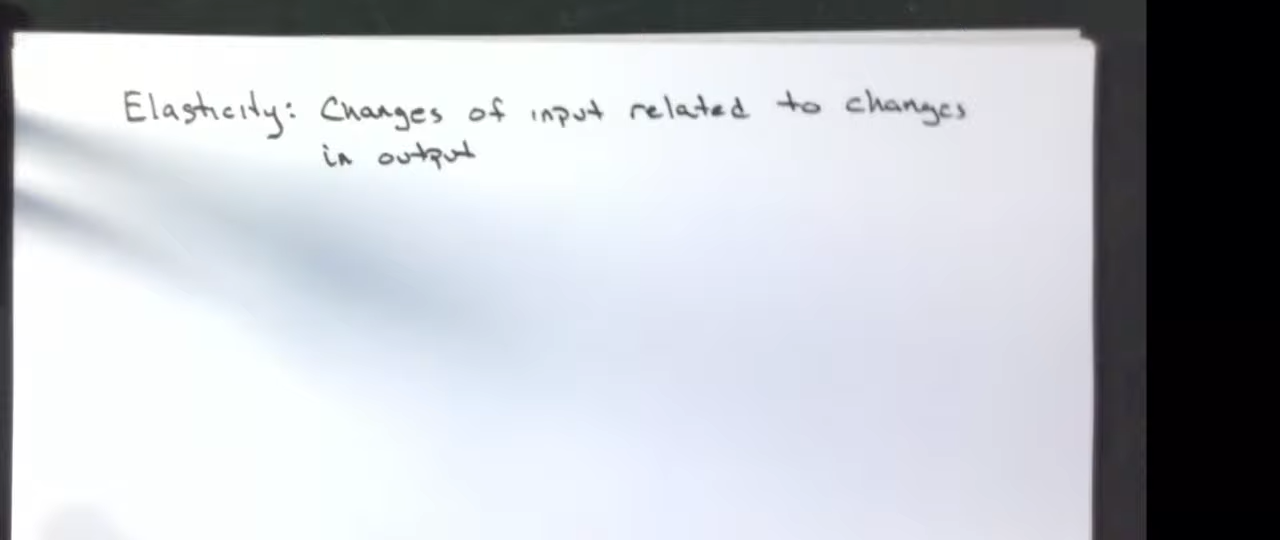 Elasticity: Changes of input related to changes
in output